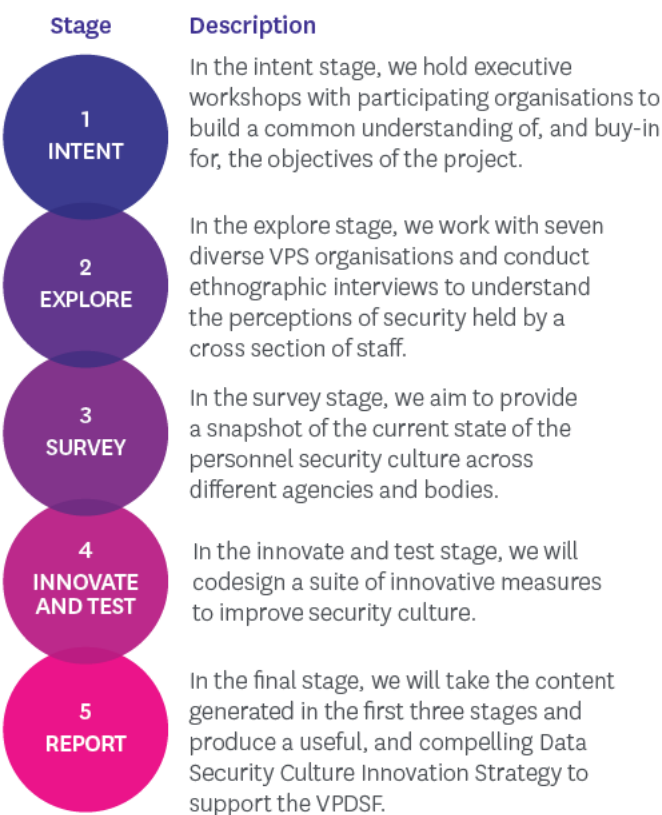 Stage
Description
1
INTENT
In the intent stage, we hold executive
workshops with participating organisations to
build a common understanding of, and buy-in
for, the objectives of the project.
2
EXPLORE
In the explore stage, we work with seven
diverse VPS organisations and conduct
ethnographic interviews to understand
the perceptions of security held by a
cross section of staff.
3
SURVEY
In the survey stage, we aim to provide
a snapshot of the current state of the
personnel security culture across
different agencies and bodies.
4
INNOVATE
AND TEST
In the innovate and test stage, we will
codesign a suite of innovative measures
to improve security culture.
5
REPORT
In the final stage, we will take the content
generated in the first three stages and
produce a useful, and compelling Data
Security Culture Innovation Strategy to
support the VPDSF.